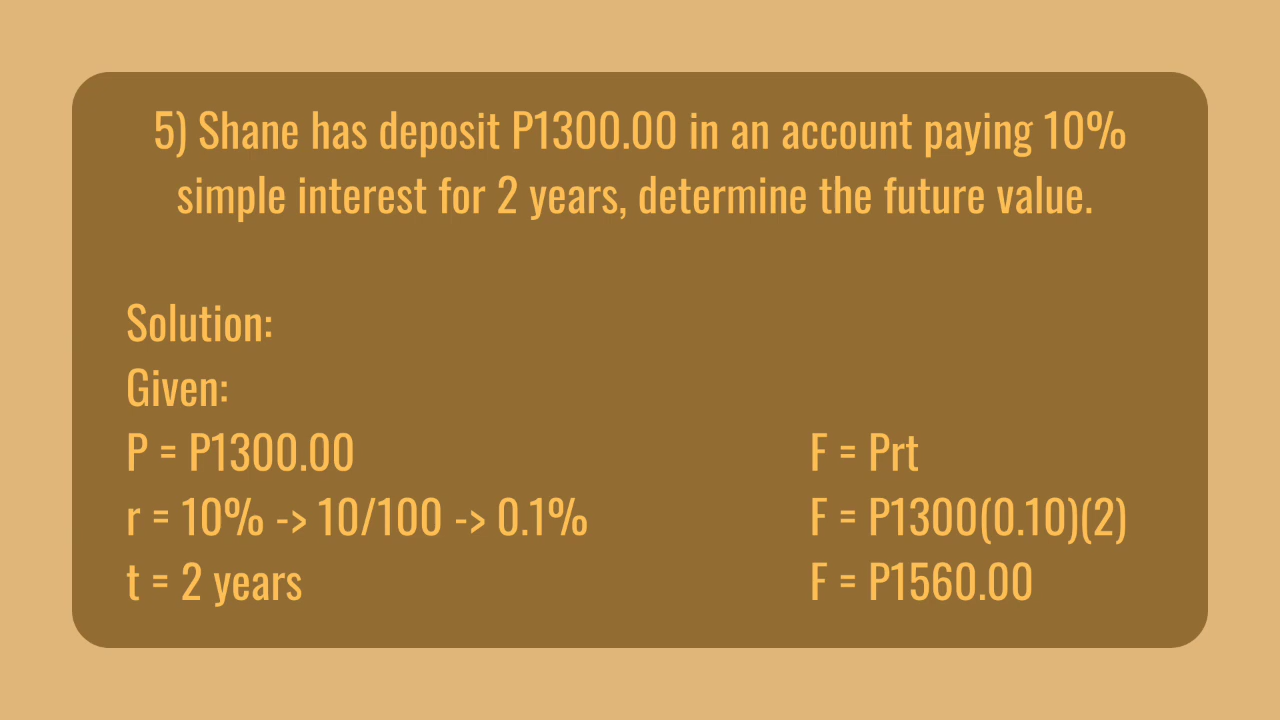 5) Shane has deposit P1300.00 in an account paying 10%
simple interest for 2 years, determine the future value.
Solution:
Given:
P = P1300.00
r = 10% -> 10/100 -> 0.1%
t = 2 years
F = Prt
F = P1300(0.10)(2)
F = P1560.00